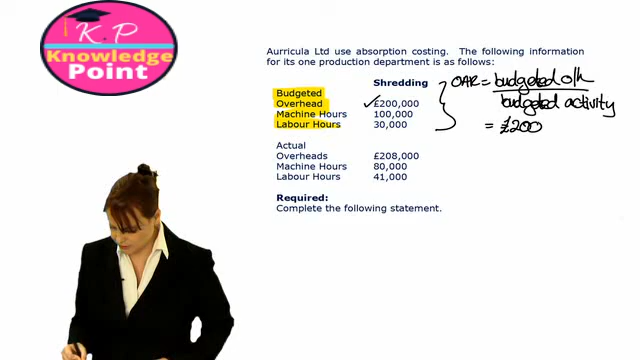 K.P
Knowledge
Point
Auricula Ltd use absorption costing. The following information
for its one production department is as follows:
Shredding
Budgeted
Overhead £200,000
Machine Hours 100,000
Labour Hours 30,000
OAR = budgeted o/h
budgeted activity
= £200
Actual
Overheads £208,000
Machine Hours 80,000
Labour Hours 41,000
Required:
Complete the following statement.